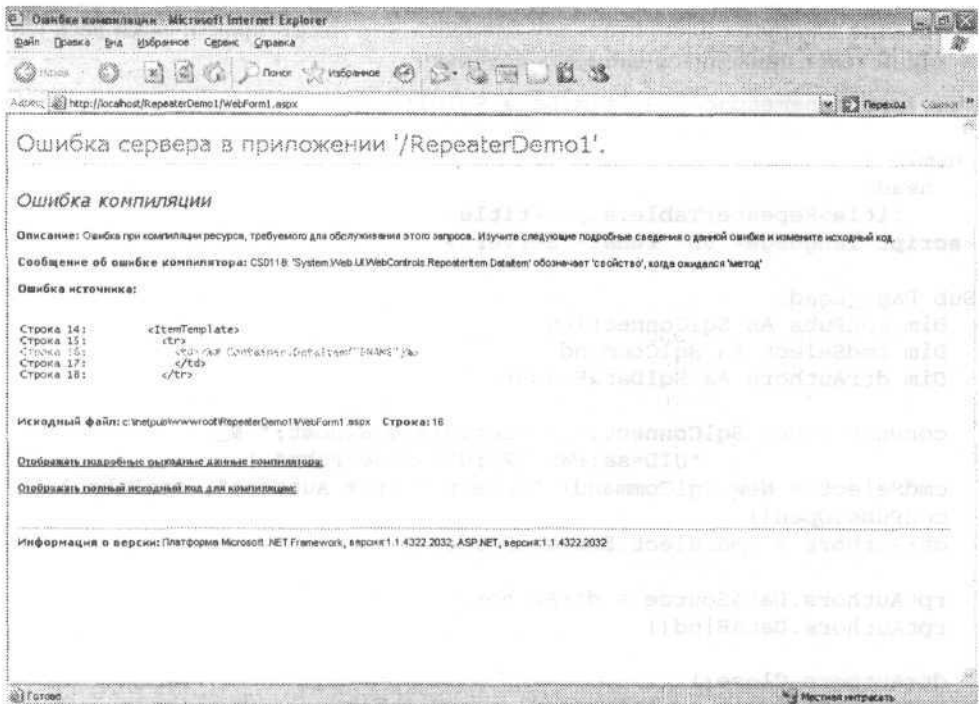 Ошибка компиляции - Microsoft Internet Explorer
Файл Правка Вид Избранное Сервис Справка
Поиск Избранное
Адрес: http://localhost/RepeaterDemo1/WebForm1.aspx Переход Ссылки
Ошибка сервера в приложении '/RepeaterDemo1'.
Ошибка компиляции
Описание: Ошибка при компиляции ресурса, требуемого для обслуживания этого запроса. Изучите следующие подробные сведения о данной ошибке и измените исходный код.
Сообщение об ошибке компилятора: CS0118: 'System.Web.UI.WebControls.RepeaterItem.DataItem' обозначает 'свойство', когда ожидался 'метод'
Ошибка источника:
Строка 14: <ItemTemplate>
Строка 15: <tr>
Строка 16: <td><%# Container.DataItem("ENAME")%>
Строка 17: </td>
Строка 18: </tr>
Исходный файл: c:\inetpub\wwwroot\RepeaterDemo1\WebForm1.aspx Строка: 16
Отображать подробные выходные данные компилятора:
Отображать полный исходный код для компиляции:
Информация о версии: Платформа Microsoft .NET Framework, версия:1.1.4322.2032; ASP.NET, версия:1.1.4322.2032
Готово Местная интрасеть